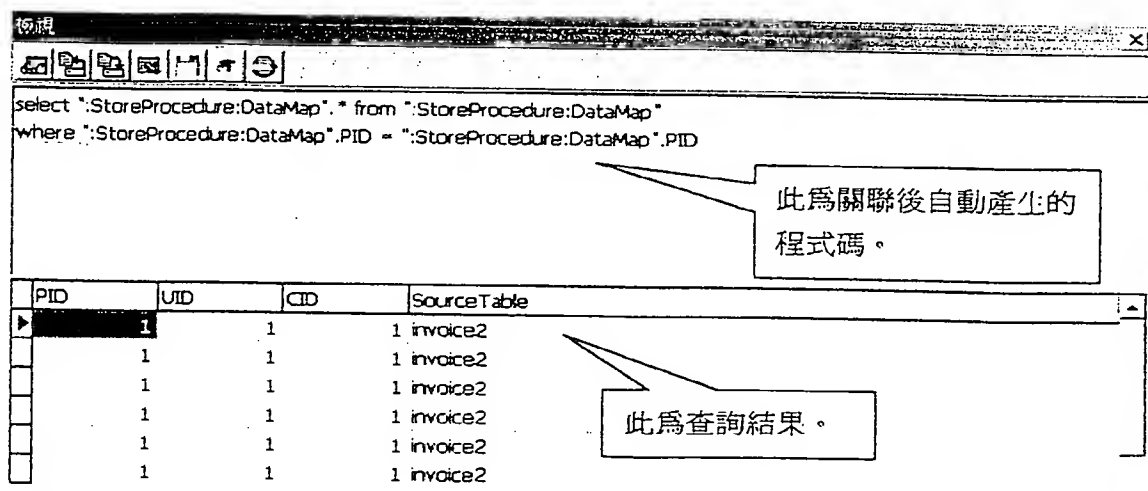 檢視
select ":StoreProcedure:DataMap".* from ":StoreProcedure:DataMap"
where ":StoreProcedure:DataMap".PID = ":StoreProcedure:DataMap".PID
此爲關聯後自動產生的
程式碼。
PID UID CID SourceTable
1 1 1 invoice2
1 1 1 invoice2
1 1 1 invoice2
1 1 1 invoice2
1 1 1 invoice2
1 1 1 invoice2
此爲查詢結果。